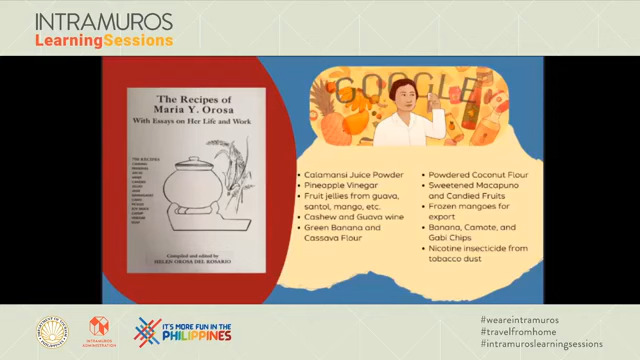 INTRAMUROS
LearningSessions
The Recipes of
Maria Y. Orosa
With Essays on Her Life and Work
Compiled and edited by
HELEN OROSA DEL ROSARIO
GOOGLE
• Calamansi Juice Powder
• Pineapple Vinegar
• Fruit jellies from guava,
santol, mango, etc.
• Cashew and Guava wine
• Green Banana and
Cassava Flour
• Powdered Coconut Flour
• Sweetened Macapuno
and Candied Fruits
• Frozen mangoes for
export
• Banana, Camote, and
Gabi Chips
• Nicotine insecticide from
tobacco dust
INTRAMUROS
ADMINISTRATION
IT'S MORE FUN IN THE
PHILIPPINES
#weareintramuros
#travelfromhome
#intramuroslearningsessions